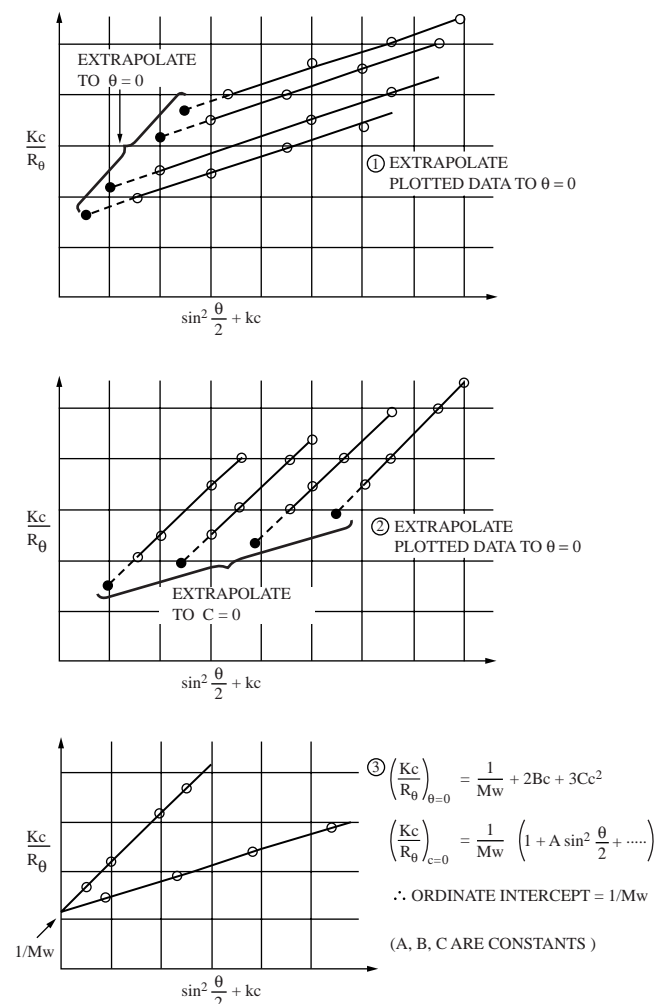 EXTRAPOLATE
TO θ = 0
Kc
Rθ
① EXTRAPOLATE
PLOTTED DATA TO θ = 0
sin² θ/2 + kc
Kc
Rθ
② EXTRAPOLATE
PLOTTED DATA TO θ = 0
EXTRAPOLATE
TO C = 0
sin² θ/2 + kc
③ (Kc/Rθ)θ=0 = 1/Mw + 2Bc + 3Cc²
Kc
Rθ
(Kc/Rθ)c=0 = 1/Mw (1 + A sin² θ/2 + ·····)
∴ ORDINATE INTERCEPT = 1/Mw
1/Mw
(A, B, C ARE CONSTANTS )
sin² θ/2 + kc